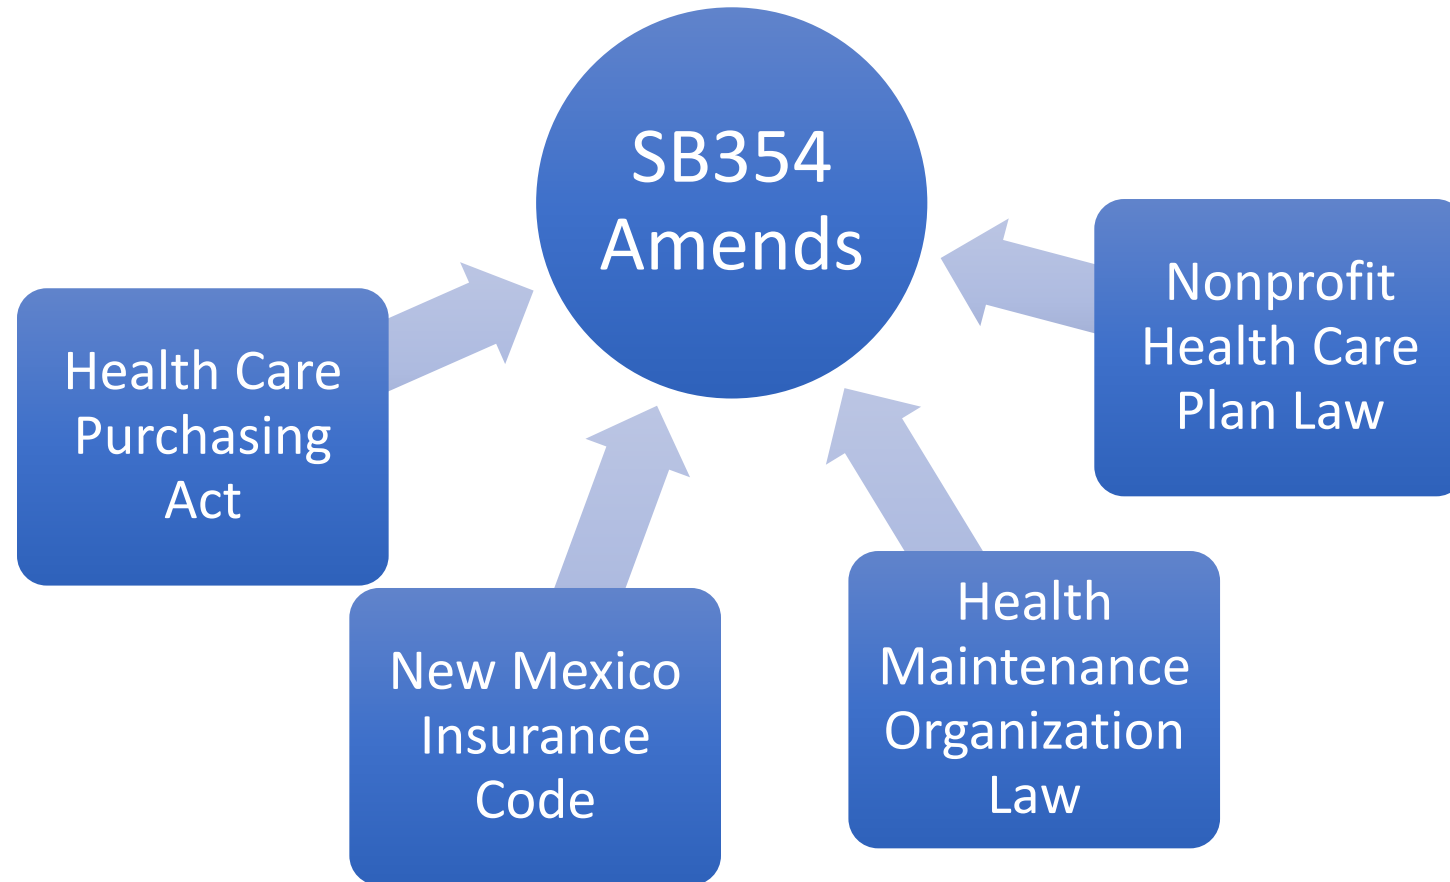 SB354
Amends
Health Care
Purchasing
Act
New Mexico
Insurance
Code
Health
Maintenance
Organization
Law
Nonprofit
Health Care
Plan Law